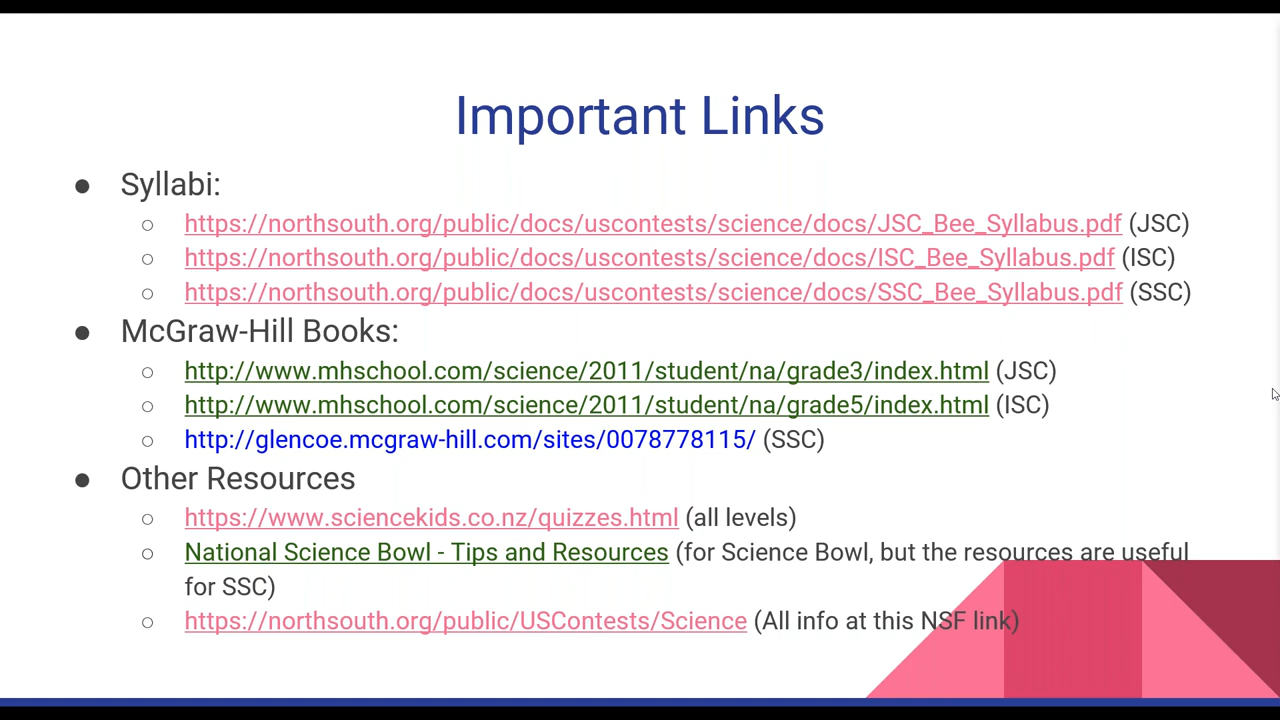 Important Links
● Syllabi:
○ https://northsouth.org/public/docs/uscontests/science/docs/JSC_Bee_Syllabus.pdf (JSC)
○ https://northsouth.org/public/docs/uscontests/science/docs/ISC_Bee_Syllabus.pdf (ISC)
○ https://northsouth.org/public/docs/uscontests/science/docs/SSC_Bee_Syllabus.pdf (SSC)
● McGraw-Hill Books:
○ http://www.mhschool.com/science/2011/student/na/grade3/index.html (JSC)
○ http://www.mhschool.com/science/2011/student/na/grade5/index.html (ISC)
○ http://glencoe.mcgraw-hill.com/sites/0078778115/ (SSC)
● Other Resources
○ https://www.sciencekids.co.nz/quizzes.html (all levels)
○ National Science Bowl - Tips and Resources (for Science Bowl, but the resources are useful
for SSC)
○ https://northsouth.org/public/USContests/Science (All info at this NSF link)